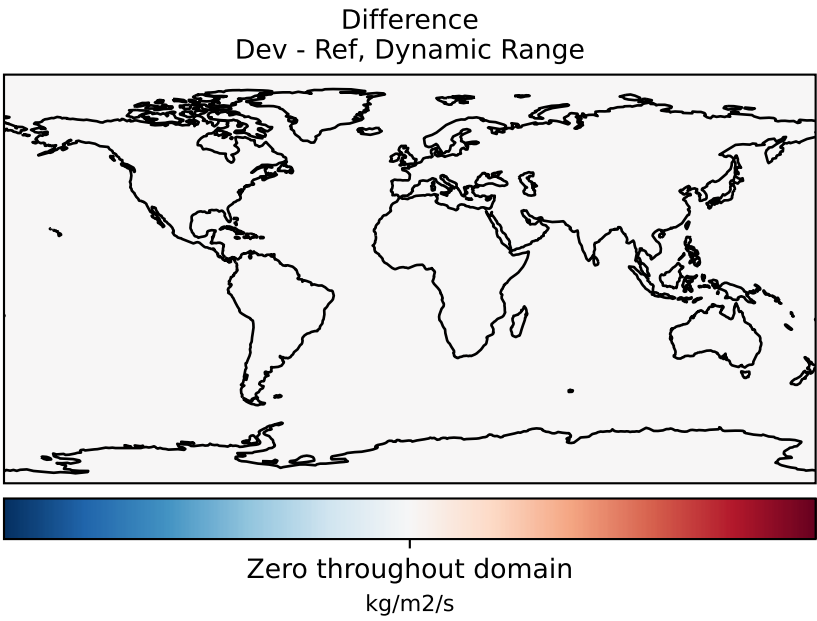 Difference
Dev - Ref, Dynamic Range
Zero throughout domain
kg/m2/s